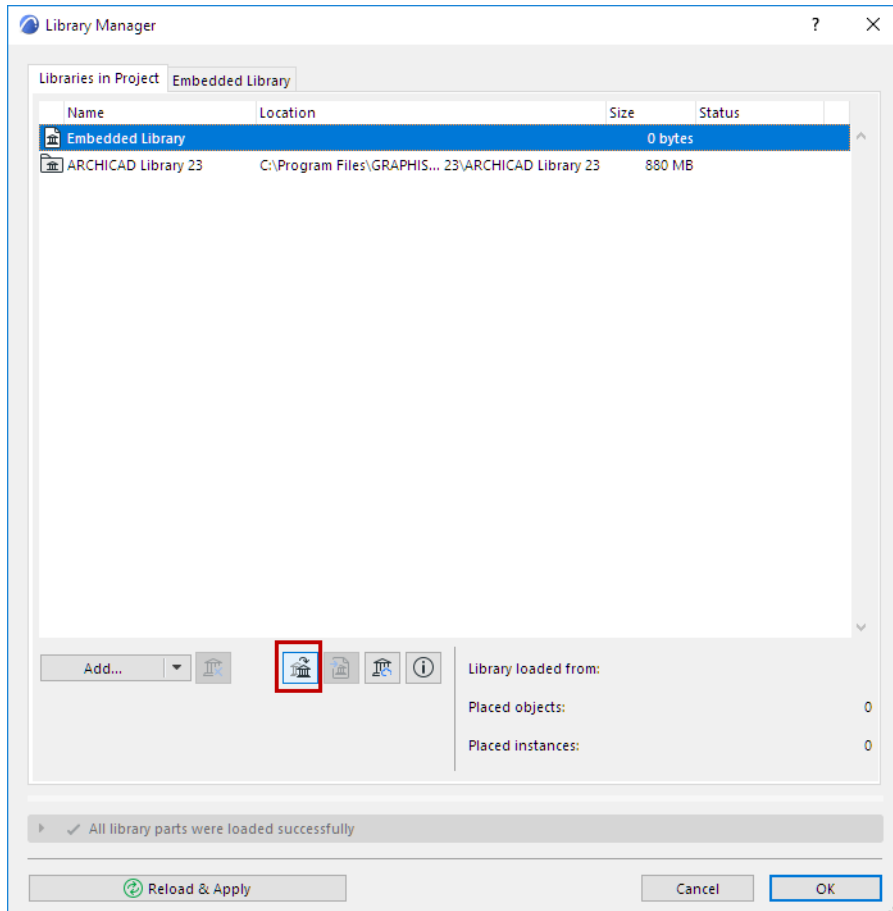 Library Manager
?
Libraries in Project Embedded Library
Name Location Size Status
Embedded Library 0 bytes
ARCHICAD Library 23 C:\Program Files\GRAPHIS... 23\ARCHICAD Library 23 880 MB
Add... Library loaded from:
Placed objects: 0
Placed instances: 0
All library parts were loaded successfully
Reload & Apply Cancel OK